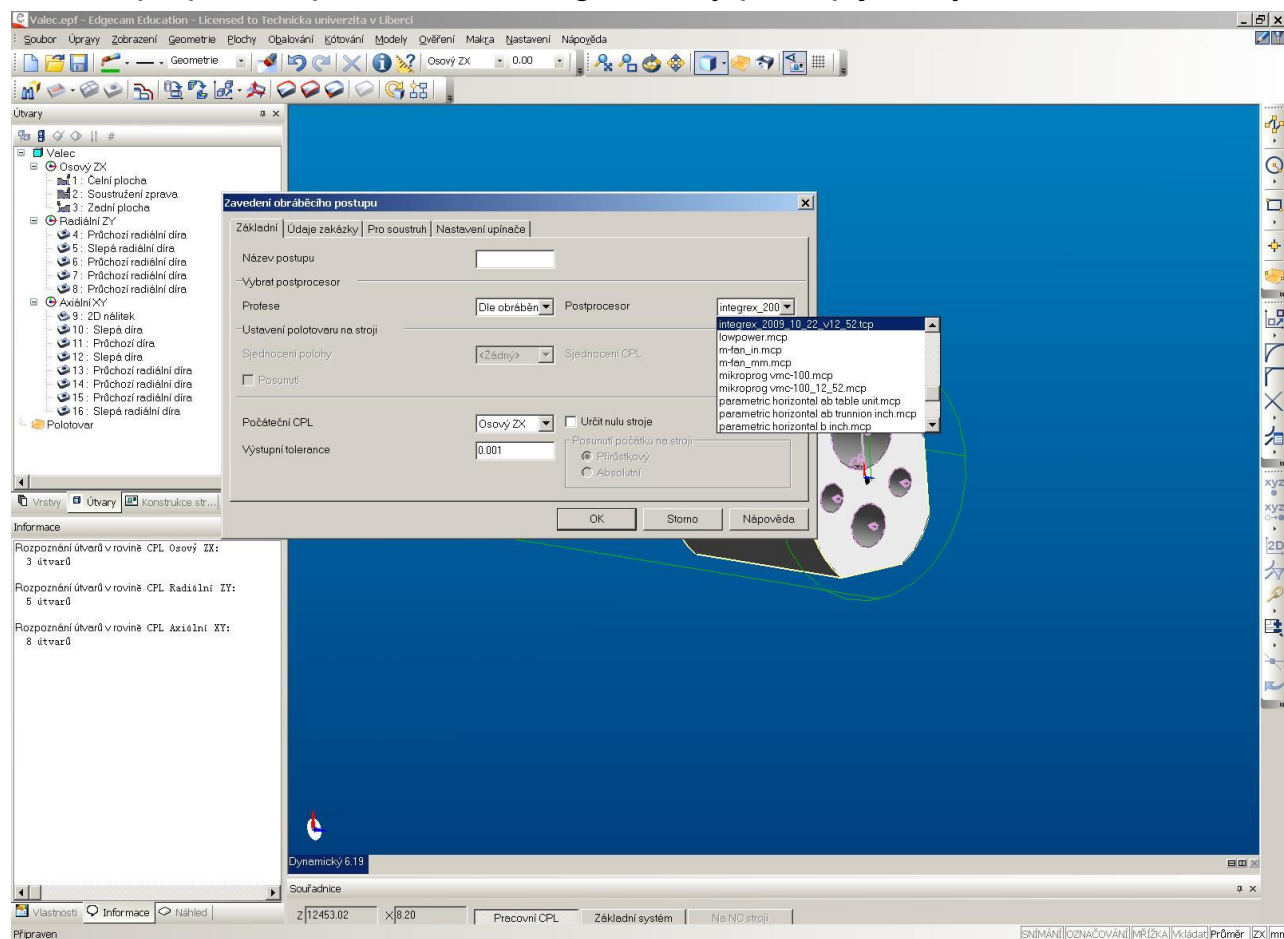 Valec.epf - Edgecam Education - Licensed to Technicka univerzita v Liberci
Soubor Úpravy Zobrazení Geometrie Plochy Obalování Kótování Modely Ověření Makra Nastavení Nápověda
Geometrie Osový ZX 0.00
Útvary
Valec
Osový ZX
1 : Čelní plocha
2 : Soustružení zprava
3 : Zadní plocha
Radiální ZY
4 : Průchozí radiální díra
5 : Slepá radiální díra
6 : Průchozí radiální díra
7 : Průchozí radiální díra
8 : Průchozí radiální díra
Axiální XY
9 : 2D nálitek
10 : Slepá díra
11 : Průchozí díra
12 : Slepá díra
13 : Průchozí radiální díra
14 : Průchozí radiální díra
15 : Průchozí radiální díra
16 : Slepá radiální díra
Polotovar
Vrstvy Útvary Konstrukce str...
Zavedení obráběcího postupu
Základní Údaje zakázky Pro soustruh Nastavení upínače
Název postupu
Vybrat postprocesor
Profese Dle obráběn Postprocesor integrex_200
integrex_2009_10_22_v12_52.tcp
lowpower.mcp
m-fan_in.mcp
m-fan_mm.mcp
mikroprog vmc-100.mcp
mikroprog vmc-100_12_52.mcp
parametric horizontal ab table unit.mcp
parametric horizontal ab trunnion inch.mcp
parametric horizontal b inch.mcp
Ustavení polotovaru na stroji
Sjednocení polohy <Žádný> Sjednocení CPL
Posunutí
Počáteční CPL Osový ZX Určit nulu stroje
Výstupní tolerance 0.001
Posunutí počátku na stroji
Přírůstkový
Absolutní
OK Storno Nápověda
xyz
xyz
2D
Informace
Rozpoznání útvarů v rovině CPL Osový ZX:
3 útvarů
Rozpoznání útvarů v rovině CPL Radiální ZY:
5 útvarů
Rozpoznání útvarů v rovině CPL Axiální XY:
8 útvarů
Vlastnosti Informace Náhled
Dynamický 6.19
Souřadnice
Z 12453.02 X 8.20 Pracovní CPL Základní systém Na NC stroji
Připraven
SNÍMÁNÍ OZNAČOVÁNÍ MŘÍŽKA Vkládat Průměr ZX mm